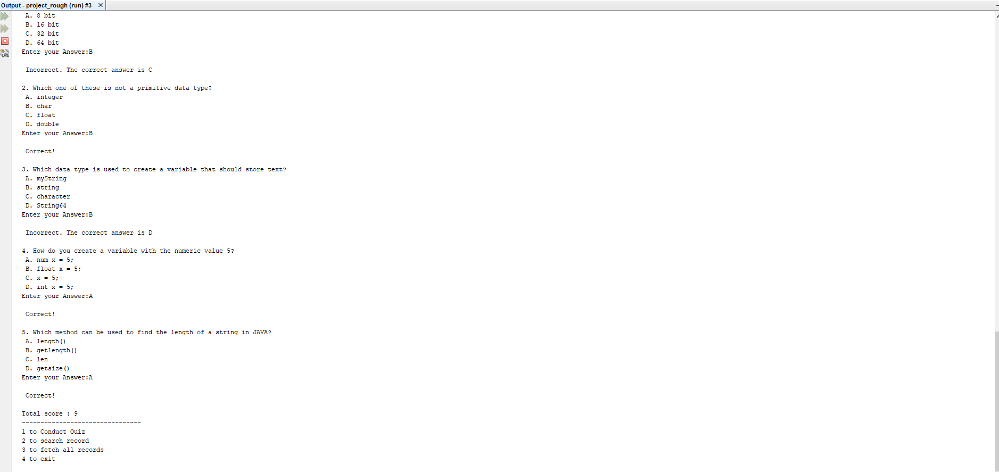 Output - project_rough (run) #3
A. 8 bit
B. 16 bit
C. 32 bit
D. 64 bit
Enter your Answer:B
Incorrect. The correct answer is C
2. Which one of these is not a primitive data type?
A. integer
B. char
C. float
D. double
Enter your Answer:B
Correct!
3. Which data type is used to create a variable that should store text?
A. myString
B. string
C. character
D. String64
Enter your Answer:B
Incorrect. The correct answer is D
4. How do you create a variable with the numeric value 5?
A. num x = 5;
B. float x = 5;
C. x = 5;
D. int x = 5;
Enter your Answer:A
Correct!
5. Which method can be used to find the length of a string in JAVA?
A. length()
B. getlength()
C. len
D. getsize()
Enter your Answer:A
Correct!
Total score : 9
--------------------------------
1 to Conduct Quiz
2 to search record
3 to fetch all records
4 to exit